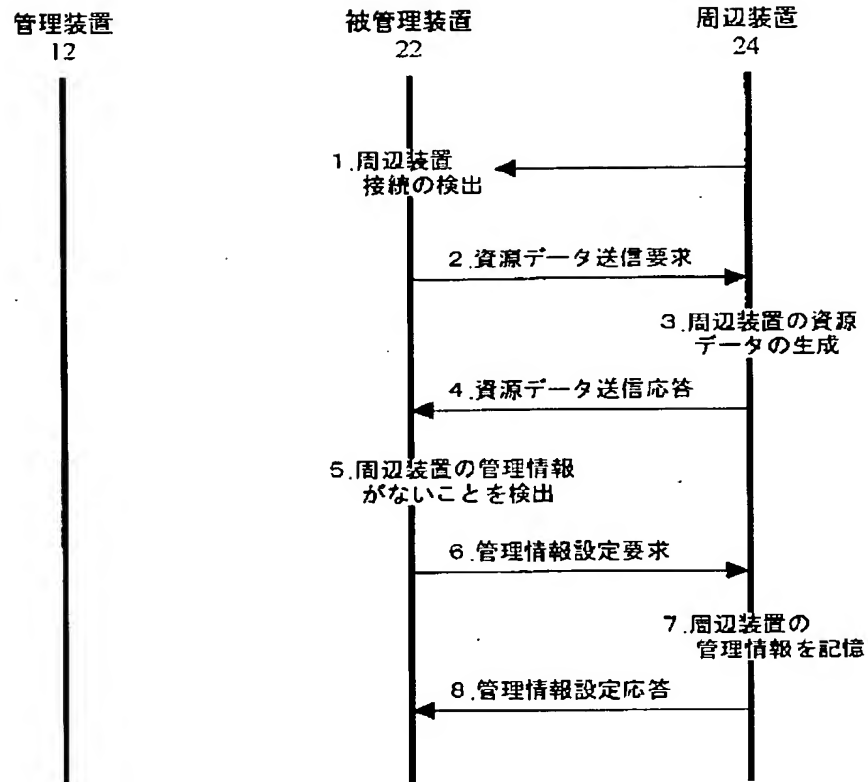 管理装置
12
被管理装置
22
周辺装置
24
1.周辺装置
接続の検出
2.資源データ送信要求
3.周辺装置の資源
データの生成
4.資源データ送信応答
5.周辺装置の管理情報
がないことを検出
6.管理情報設定要求
7.周辺装置の
管理情報を記憶
8.管理情報設定応答